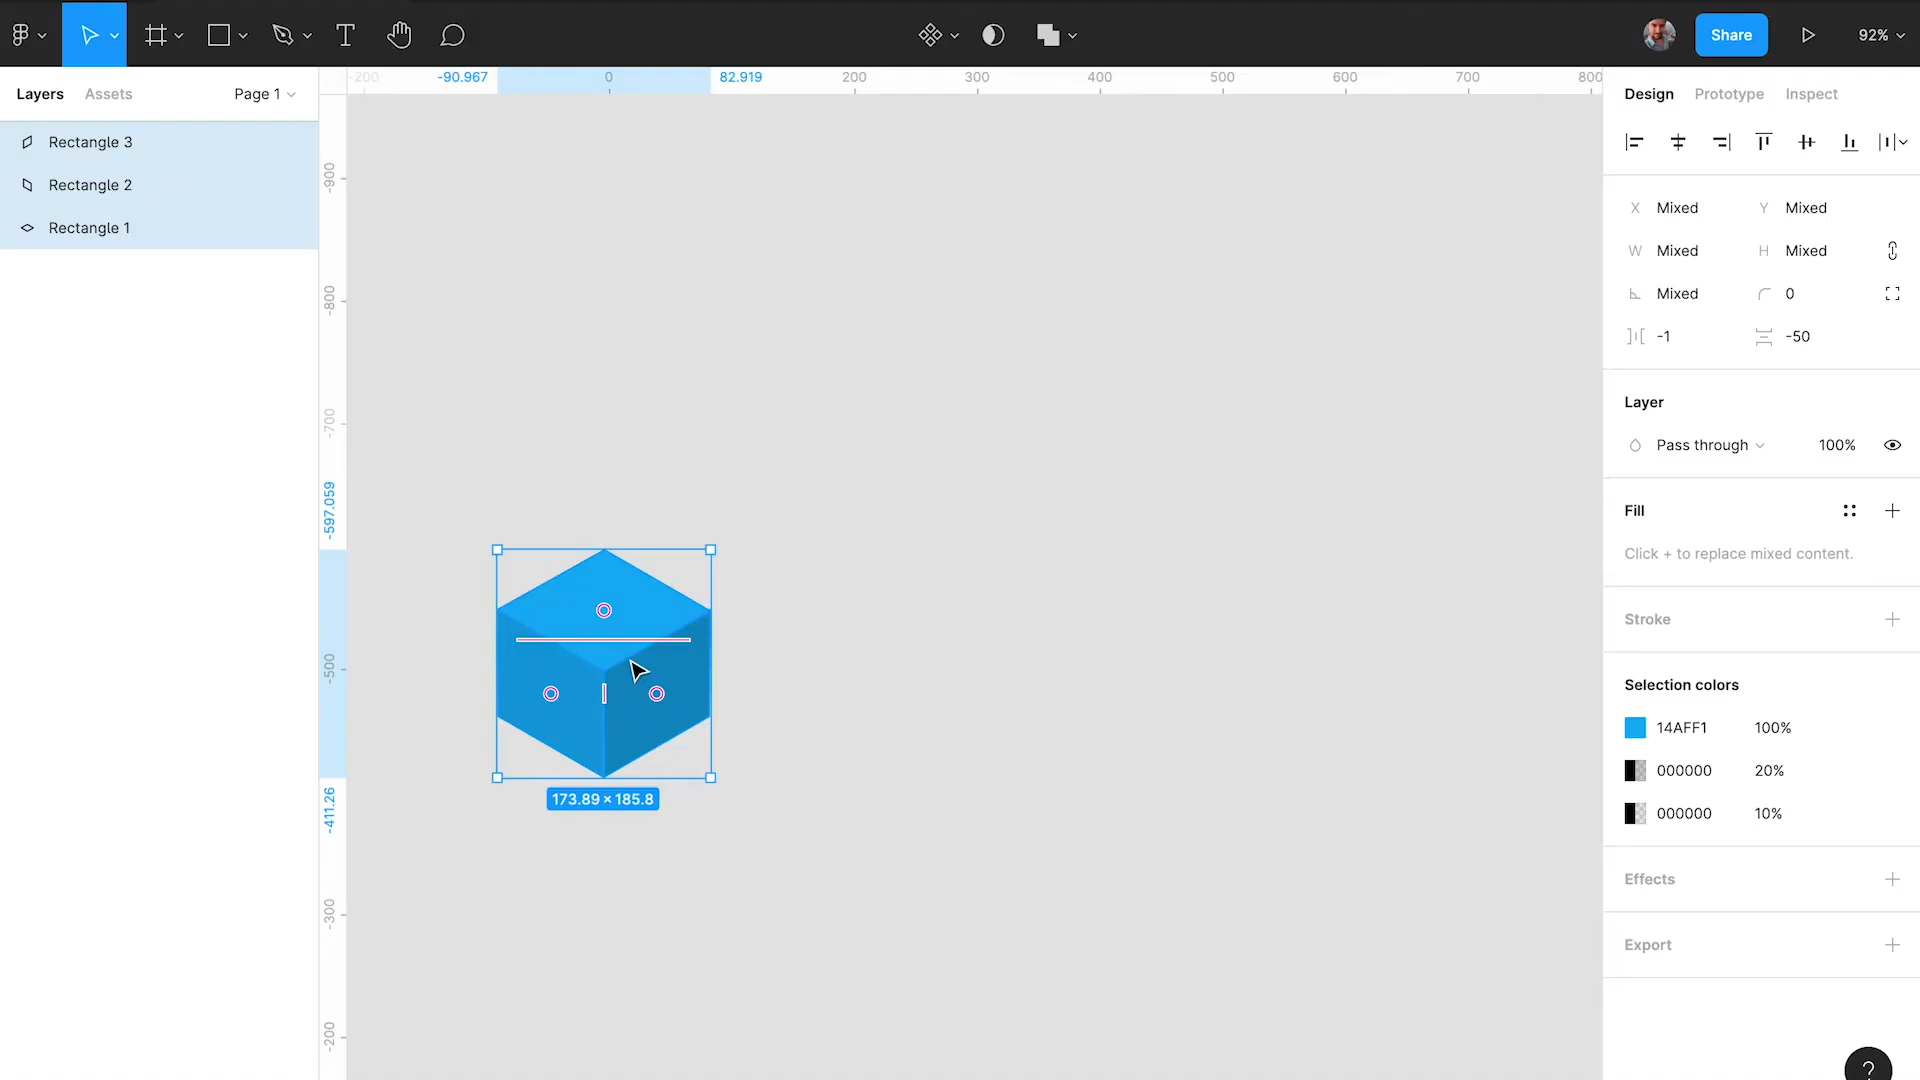 Share
92%
Layers
Assets
Page 1
-200
-90.967
0
82.919
200
300
400
500
600
700
800
Design
Prototype
Inspect
Rectangle 3
Rectangle 2
Rectangle 1
-900
-800
-700
-597.059
-500
-411.26
-300
-200
173.89 × 185.8
X Mixed
Y Mixed
W Mixed
H Mixed
Mixed
0
-1
-50
Layer
Pass through
100%
Fill
Click + to replace mixed content.
Stroke
Selection colors
14AFF1 100%
000000 20%
000000 10%
Effects
Export
?